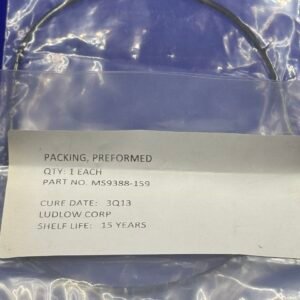 PACKING, PREFORMED
QTY: 1 EACH
PART NO. MS9388-159
CURE DATE: 3Q13
LUDLOW CORP
SHELF LIFE: 15 YEARS